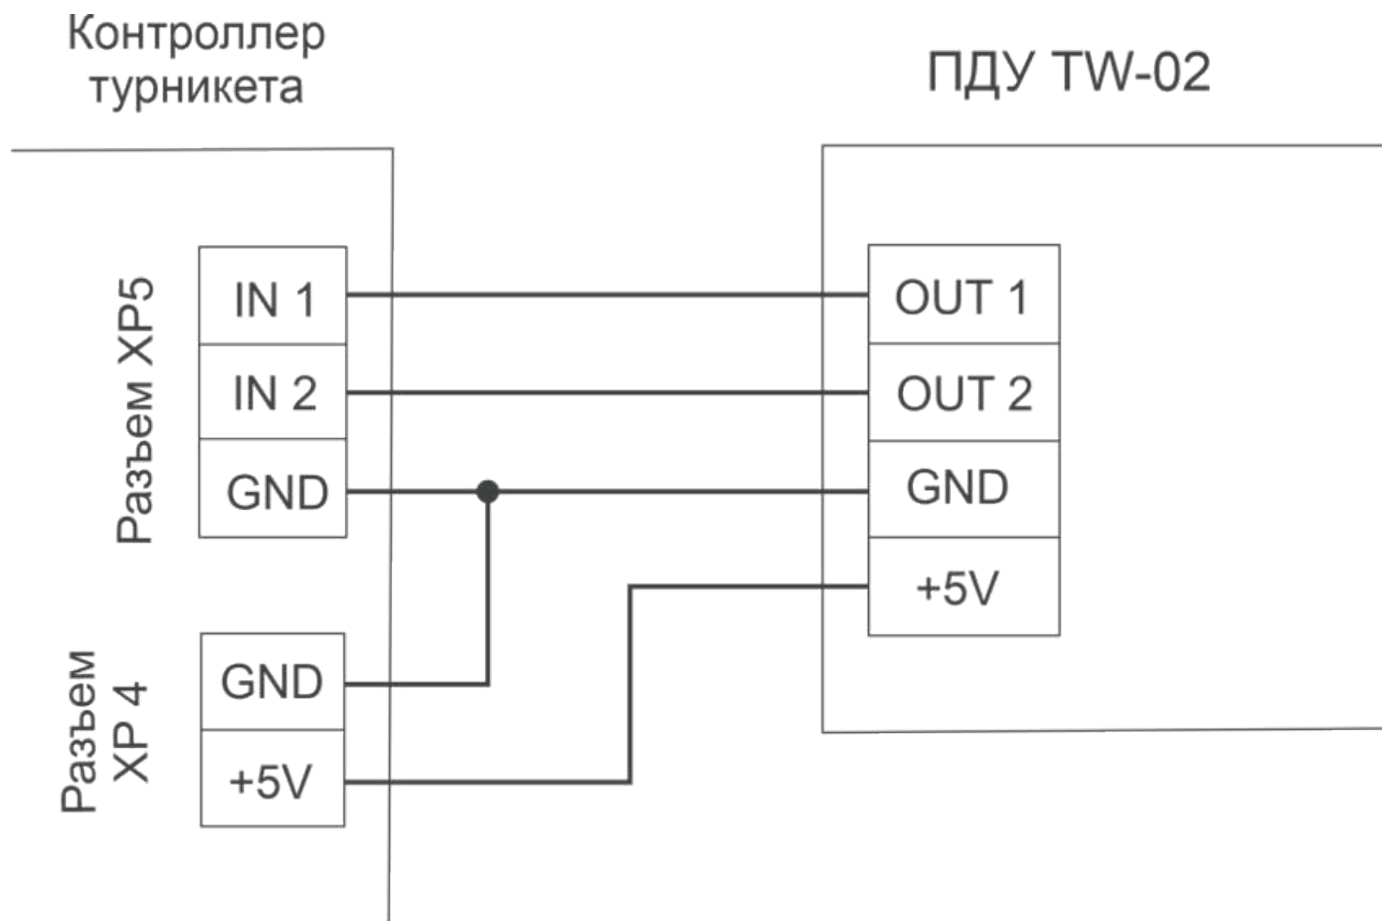 Контроллер
турникета
ПДУ TW-02
Разъем XP5
IN 1
IN 2
GND
OUT 1
OUT 2
GND
+5V
Разъем
XP 4
GND
+5V